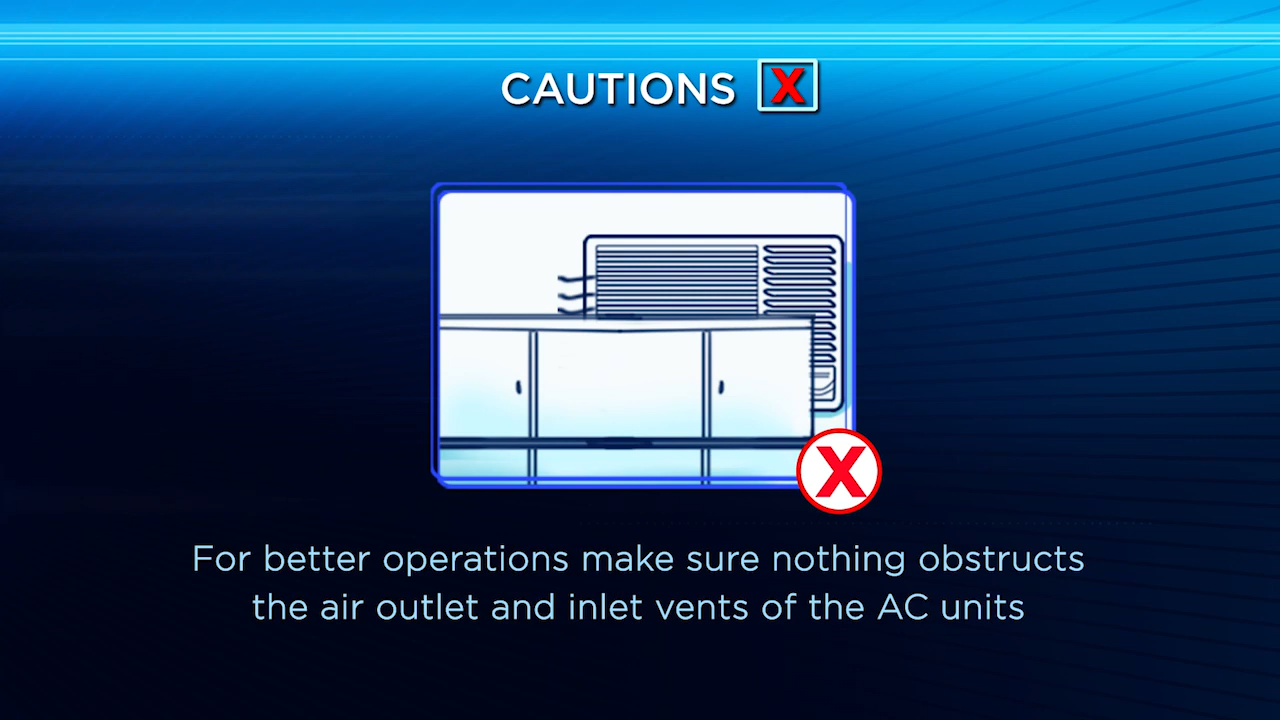 CAUTIONS X
X
For better operations make sure nothing obstructs
the air outlet and inlet vents of the AC units